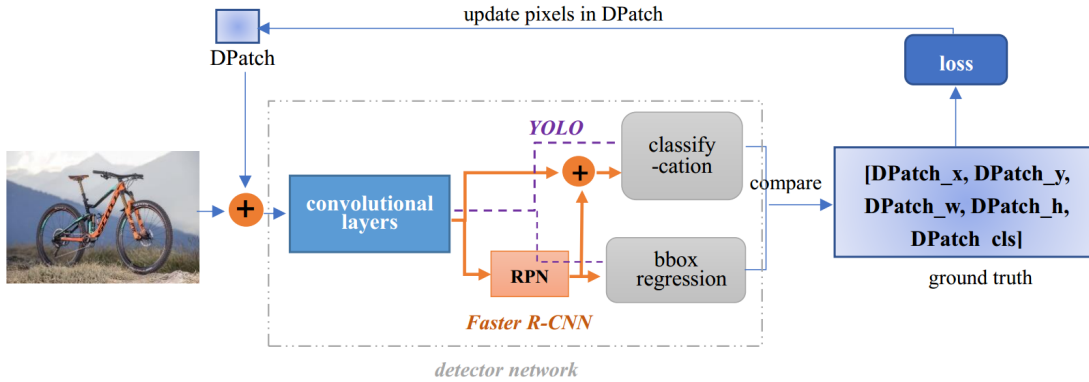 update pixels in DPatch
DPatch
loss
YOLO
classify
-cation
+
+
convolutional
layers
compare
[DPatch_x, DPatch_y,
DPatch_w, DPatch_h,
DPatch_cls]
RPN
bbox
regression
ground truth
Faster R-CNN
detector network